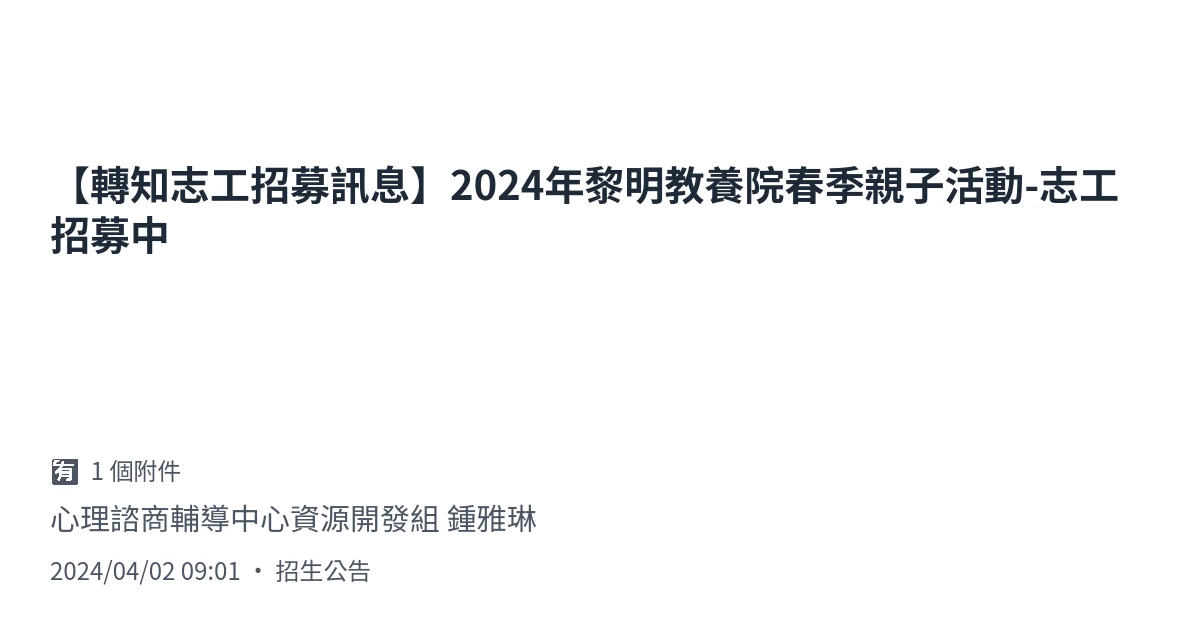 【轉知志工招募訊息】2024年黎明教養院春季親子活動-志工
招募中
有 1 個附件
心理諮商輔導中心資源開發組 鍾雅琳
2024/04/02 09:01 • 招生公告